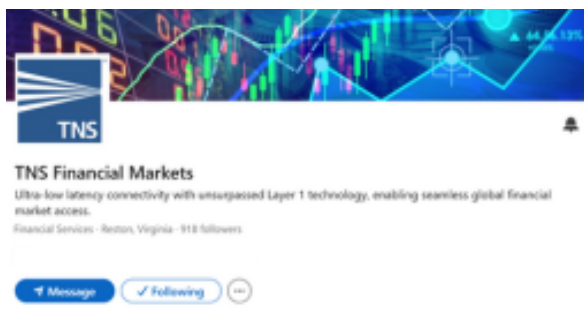 TNS
TNS Financial Markets
Ultra-low latency connectivity with unsurpassed Layer 1 technology, enabling seamless global financial
market access.
Financial Services · Reston, Virginia · 918 followers
Message
Following